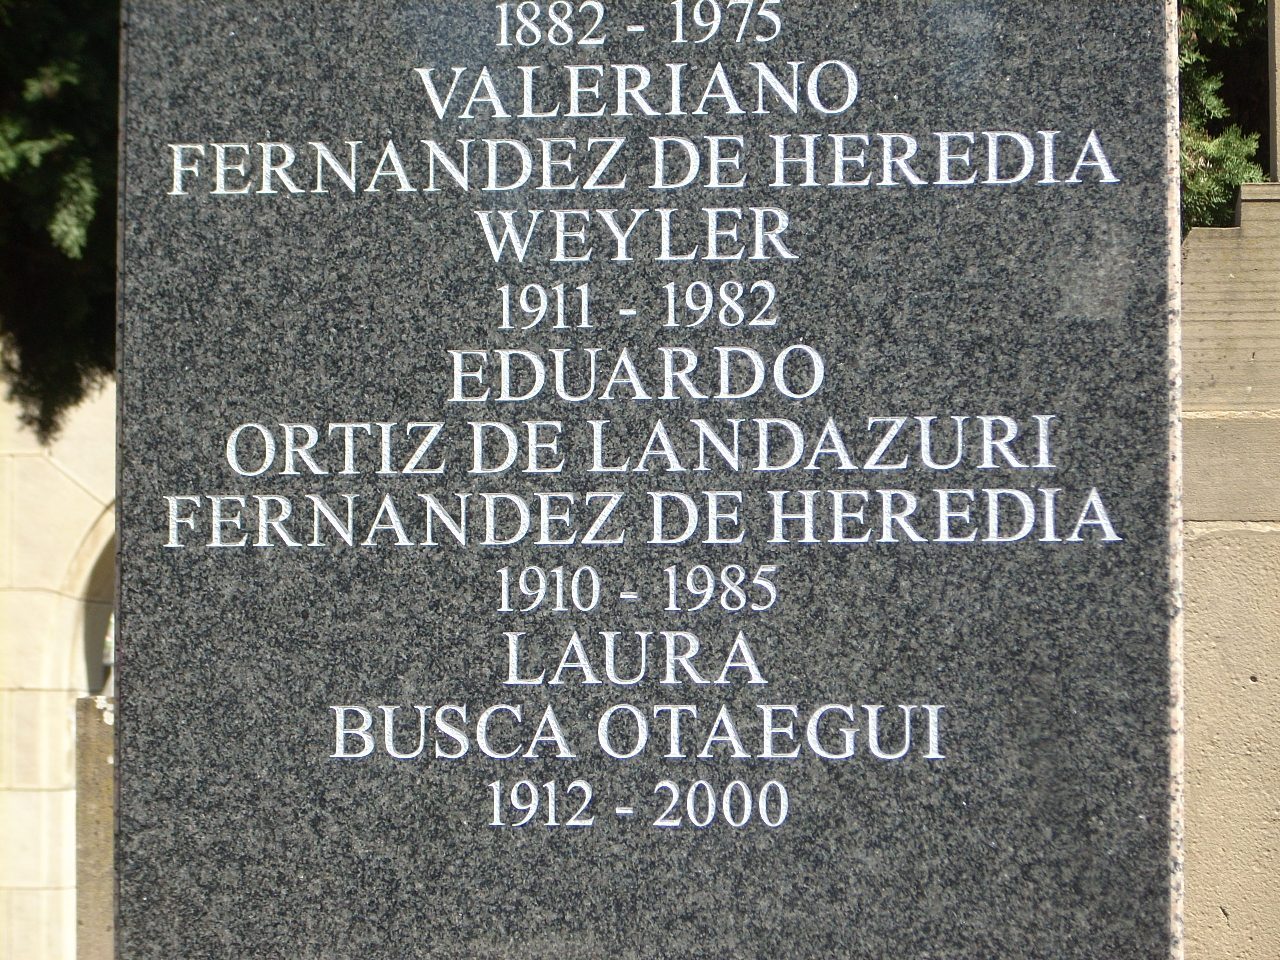 1882 - 1975
VALERIANO
FERNANDEZ DE HEREDIA
WEYLER
1911 - 1982
EDUARDO
ORTIZ DE LANDAZURI
FERNANDEZ DE HEREDIA
1910 - 1985
LAURA
BUSCA OTAEGUI
1912 - 2000